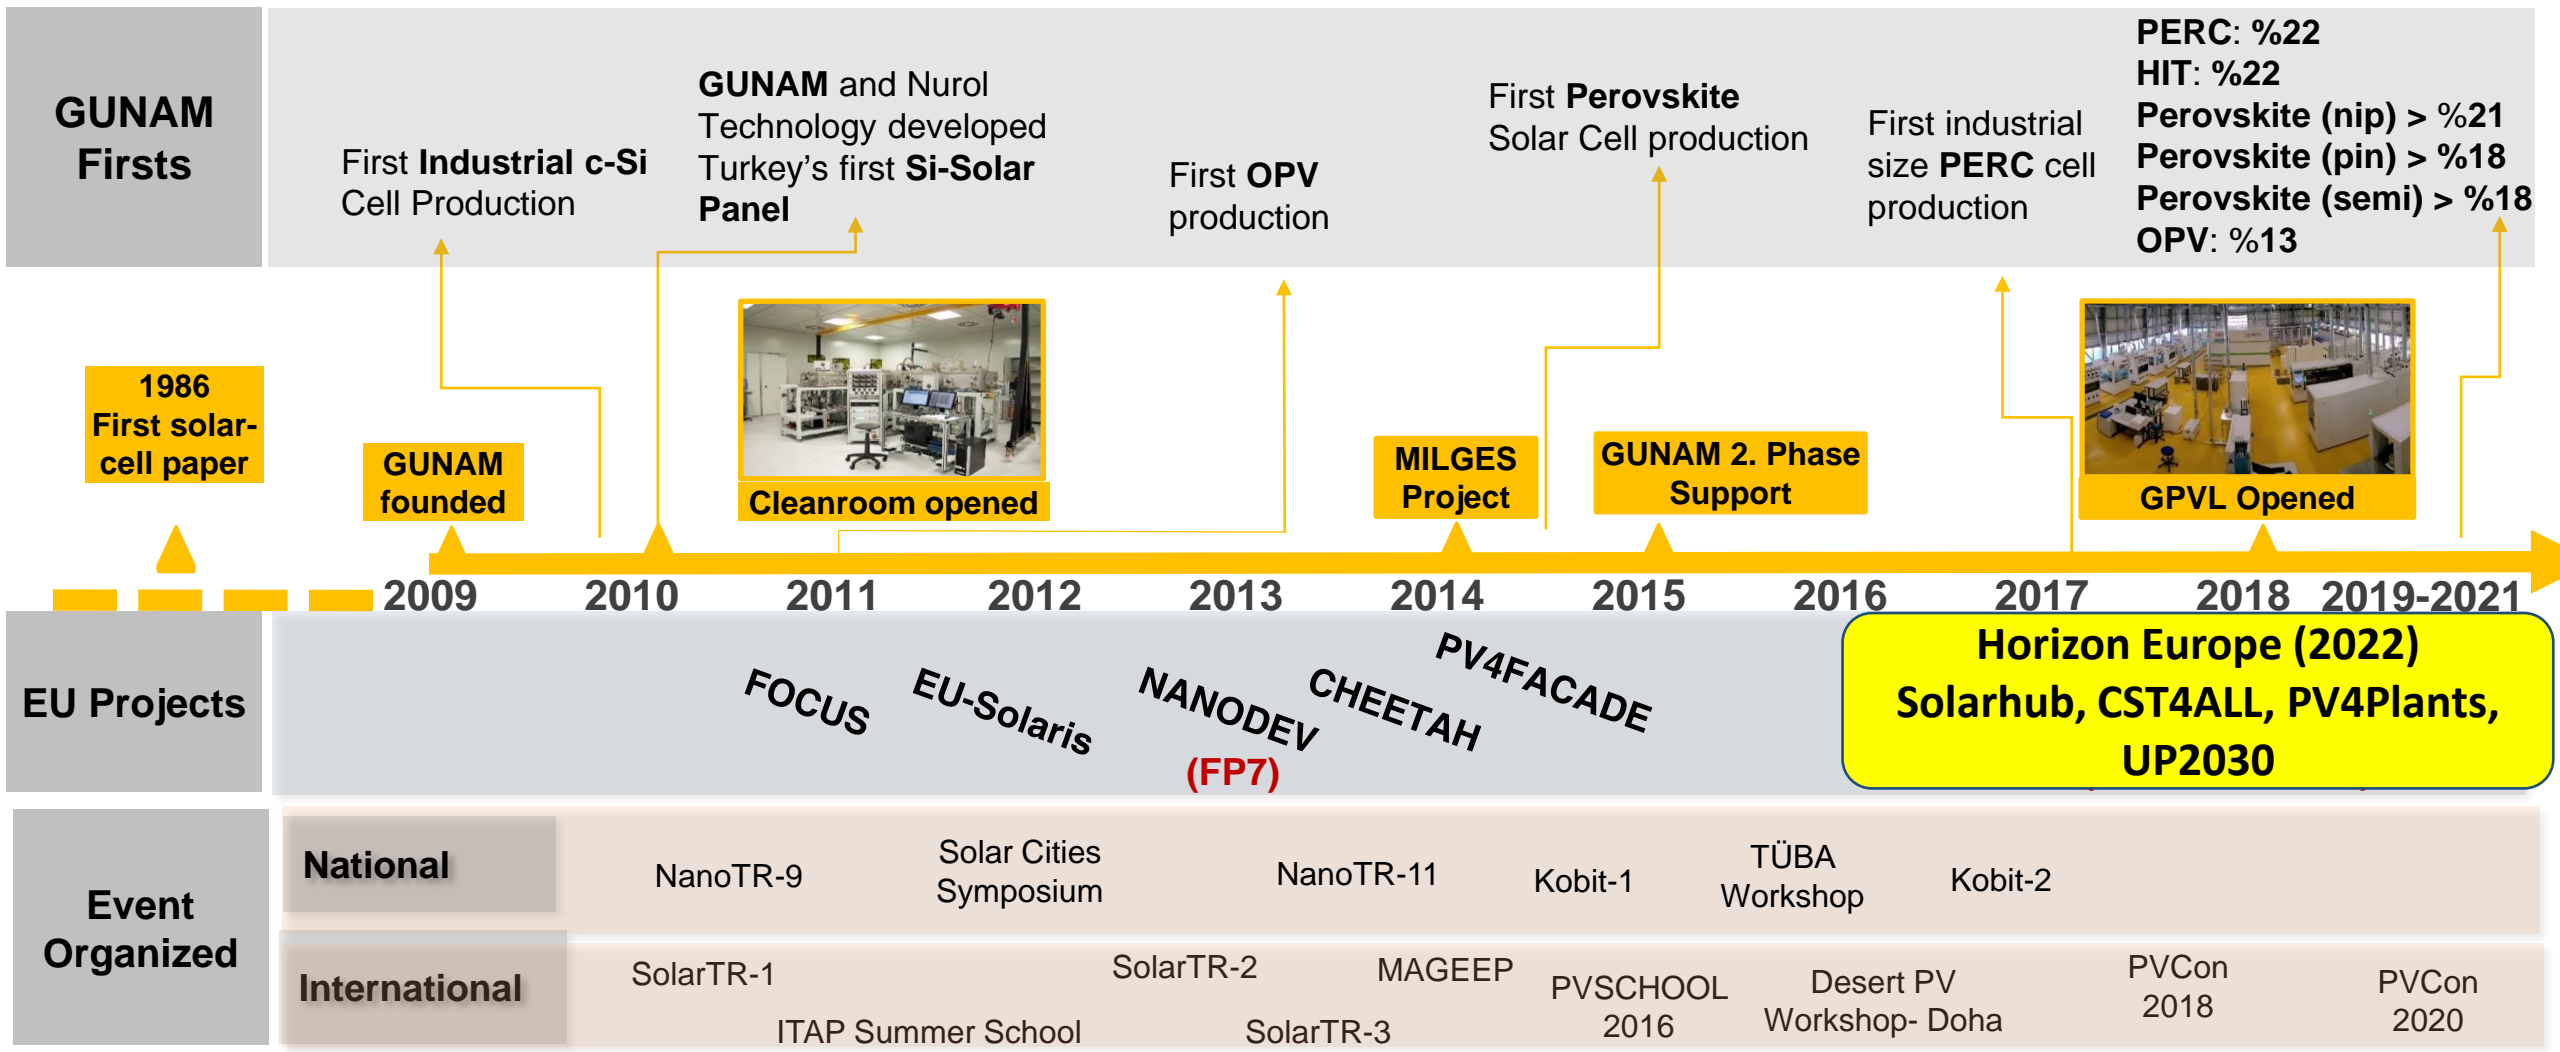 GUNAM
Firsts
First Industrial c-Si
Cell Production
GUNAM and Nurol
Technology developed
Turkey's first Si-Solar
Panel
First OPV
production
First Perovskite
Solar Cell production
First industrial
size PERC cell
production
PERC: %22
HIT: %22
Perovskite (nip) > %21
Perovskite (pin) > %18
Perovskite (semi) > %18
OPV: %13
1986
First solar-
cell paper
GUNAM
founded
Cleanroom opened
MILGES
Project
GUNAM 2. Phase
Support
GPVL Opened
2009 2010 2011 2012 2013 2014 2015 2016 2017 2018 2019-2021
EU Projects
FOCUS
EU-Solaris
NANODEV
(FP7)
CHEETAH
PV4FACADE
Horizon Europe (2022)
Solarhub, CST4ALL, PV4Plants,
UP2030
Event
Organized
National
NanoTR-9
Solar Cities
Symposium
NanoTR-11
Kobit-1
TÜBA
Workshop
Kobit-2
International
SolarTR-1
ITAP Summer School
SolarTR-2
SolarTR-3
MAGEEP
PVSCHOOL
2016
Desert PV
Workshop- Doha
PVCon
2018
PVCon
2020